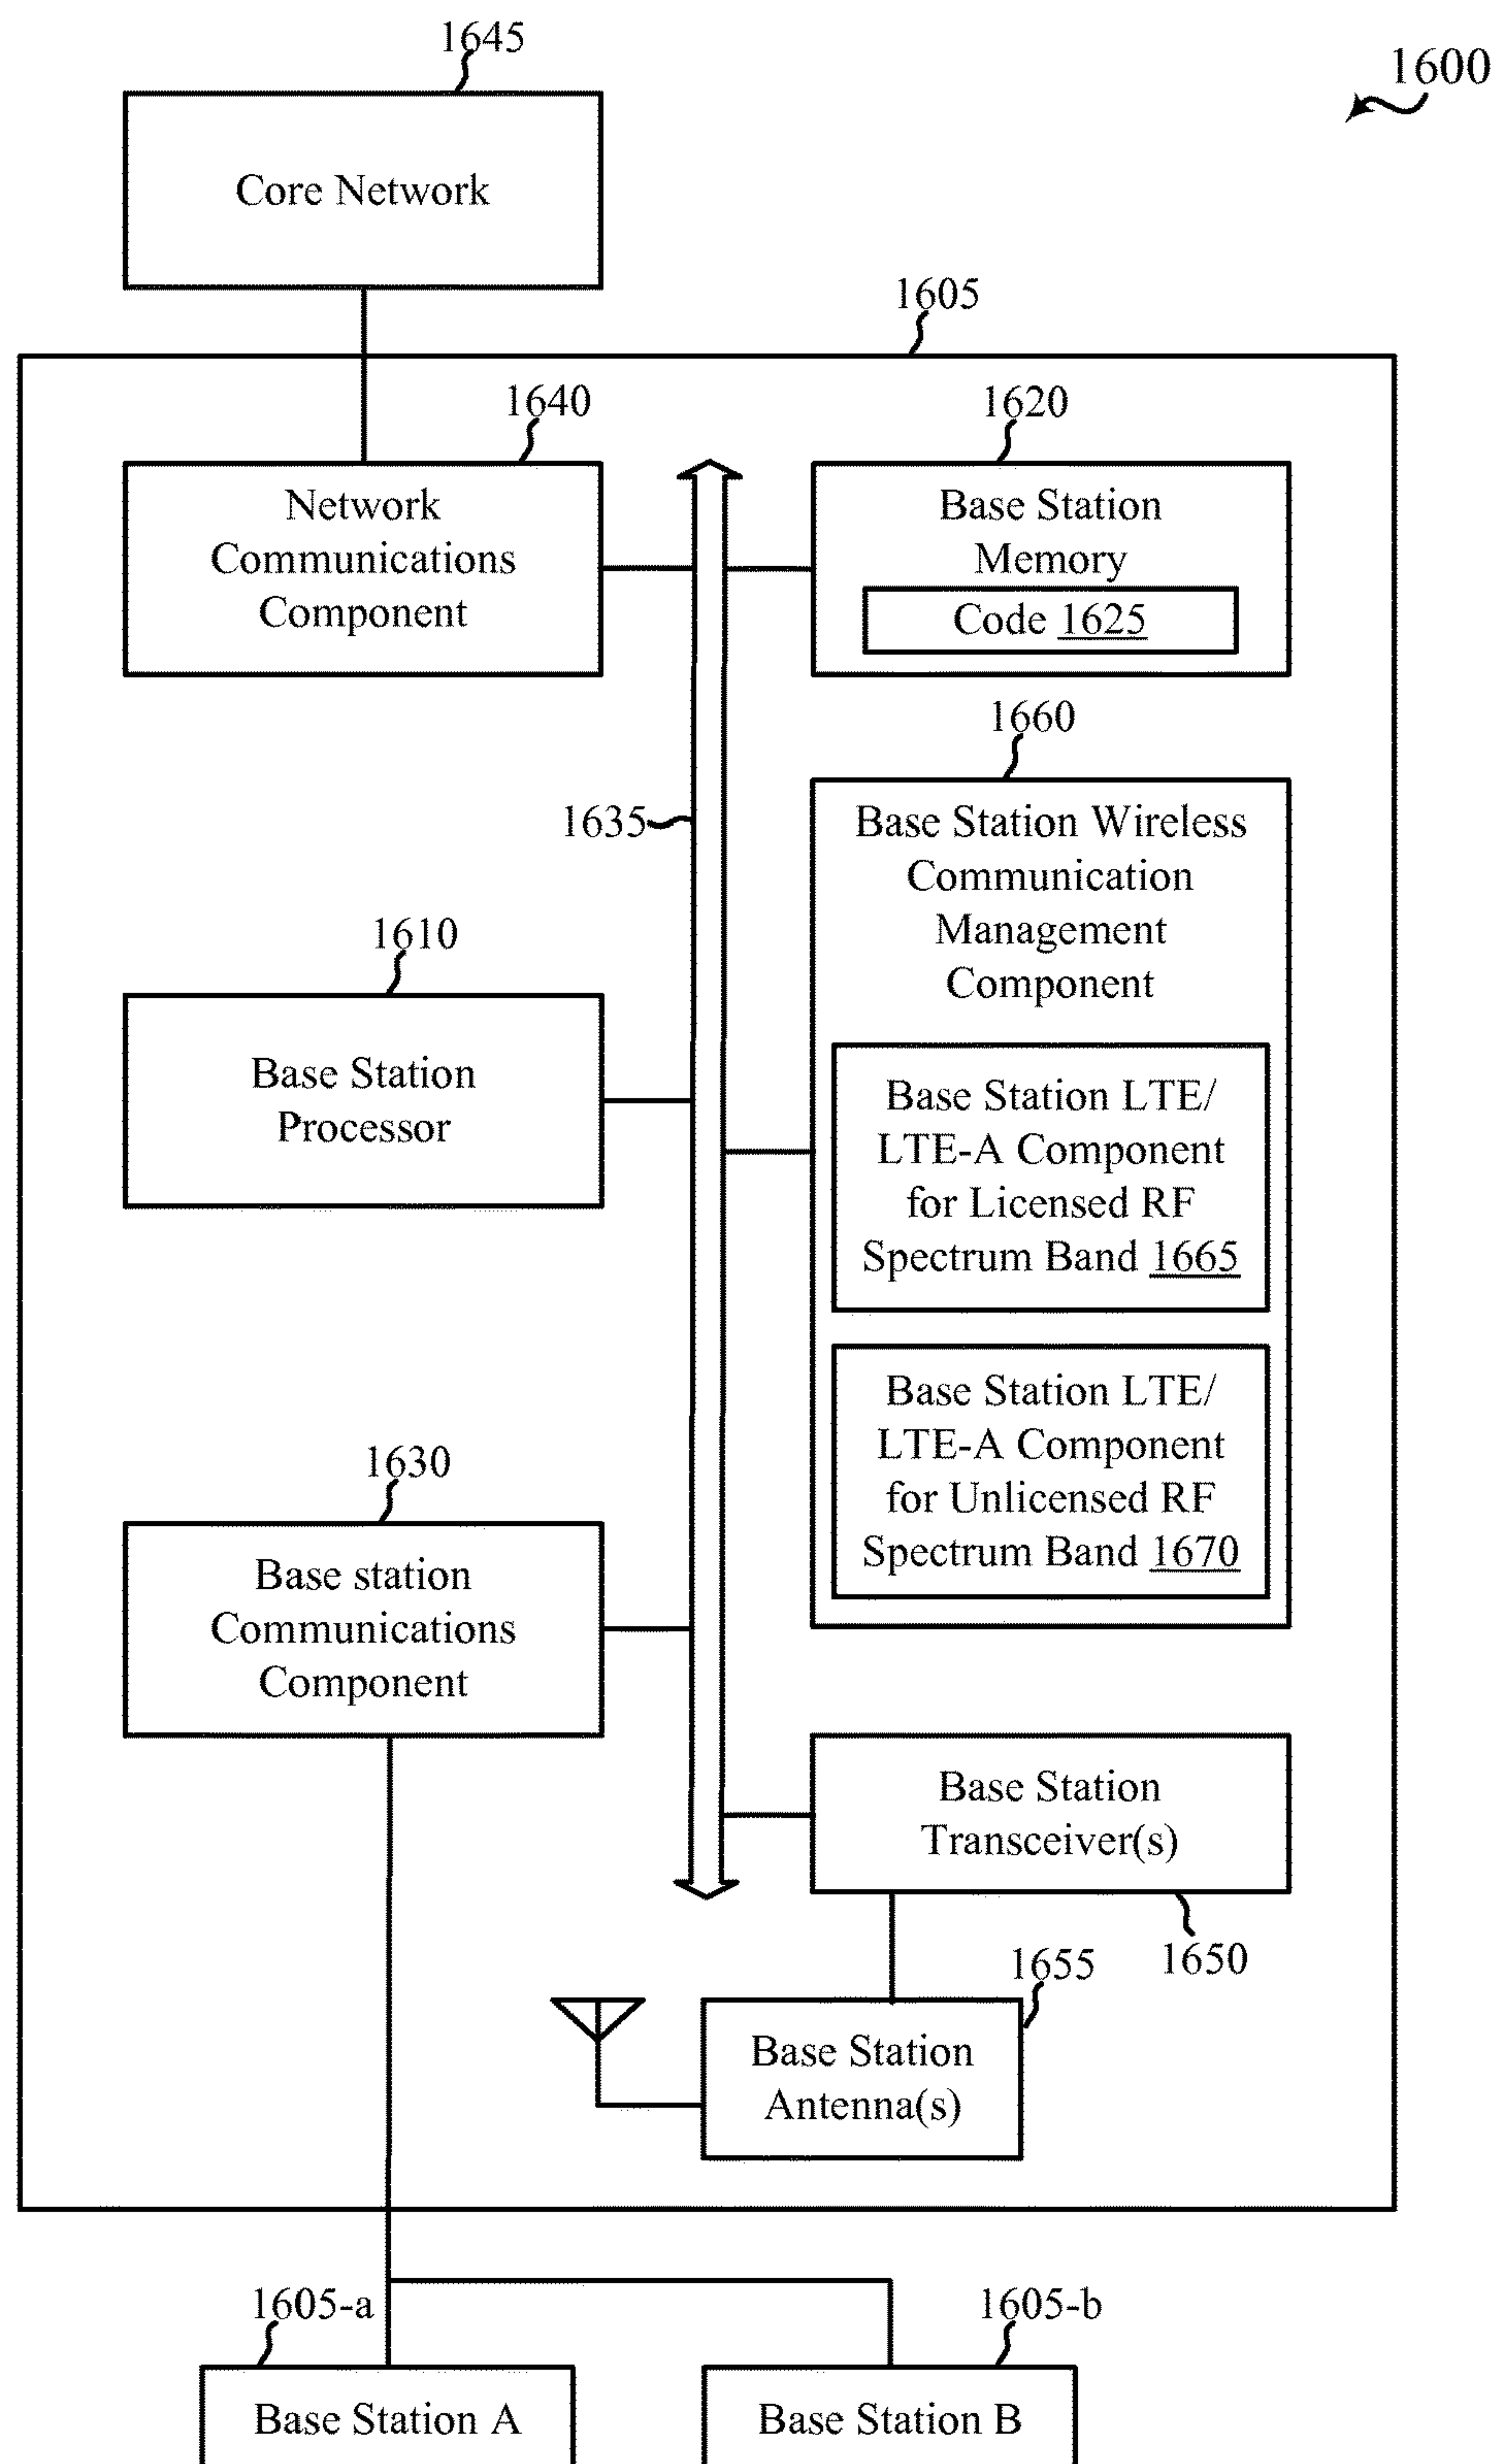 1645
1600
Core Network
1605
1640
1620
Network
Communications
Component
Base Station
Memory
Code 1625
1660
1635
Base Station Wireless
Communication
Management
Component
1610
Base Station
Processor
Base Station LTE/
LTE-A Component
for Licensed RF
Spectrum Band 1665
Base Station LTE/
LTE-A Component
for Unlicensed RF
Spectrum Band 1670
1630
Base station
Communications
Component
Base Station
Transceiver(s)
1650
1655
Base Station
Antenna(s)
1605-a
1605-b
Base Station A
Base Station B